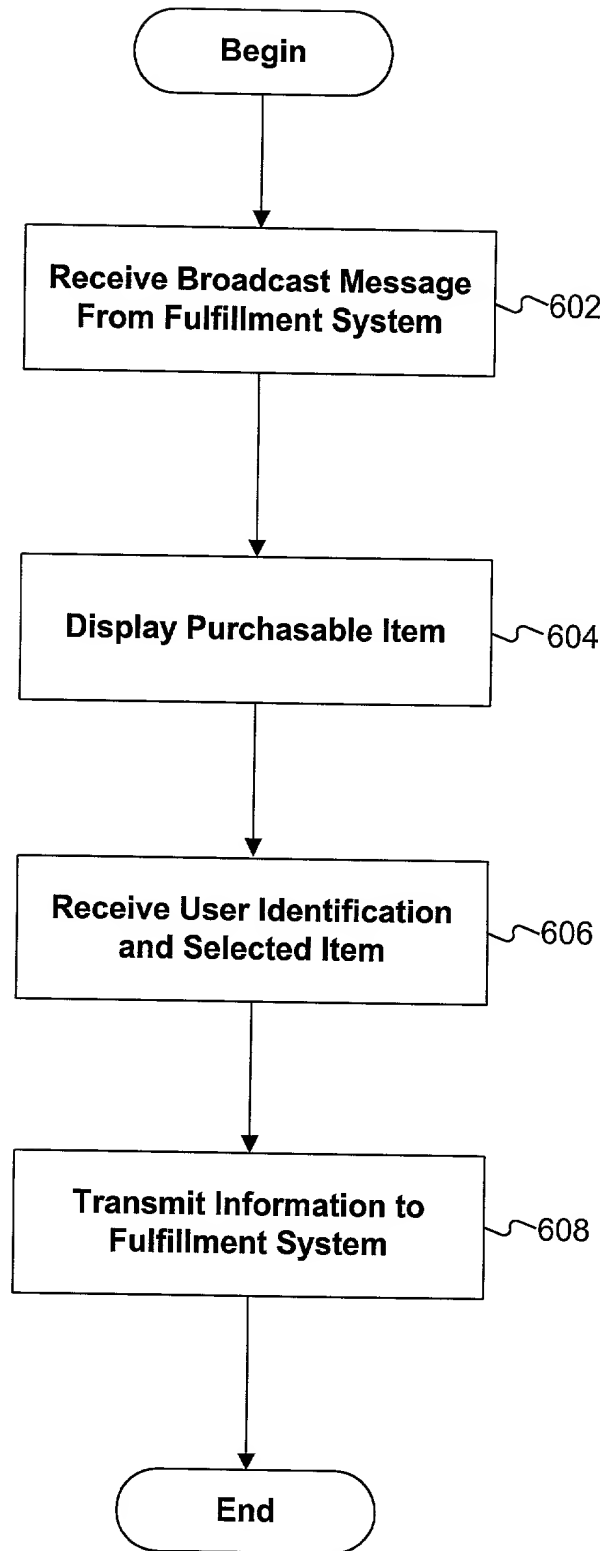 Begin
Receive Broadcast Message
From Fulfillment System
602
Display Purchasable Item
604
Receive User Identification
and Selected Item
606
Transmit Information to
Fulfillment System
608
End